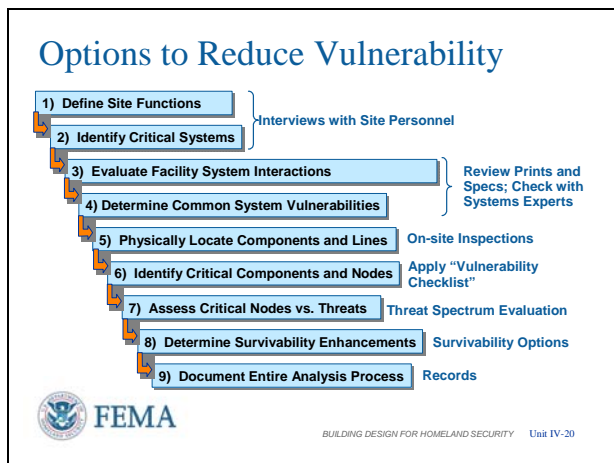 Options to Reduce Vulnerability
1) Define Site Functions
Interviews with Site Personnel
2) Identify Critical Systems
3) Evaluate Facility System Interactions
Review Prints and
Specs; Check with
Systems Experts
4) Determine Common System Vulnerabilities
5) Physically Locate Components and Lines
On-site Inspections
6) Identify Critical Components and Nodes
Apply “Vulnerability
Checklist”
7) Assess Critical Nodes vs. Threats
Threat Spectrum Evaluation
8) Determine Survivability Enhancements
Survivability Options
9) Document Entire Analysis Process
Records
FEMA
BUILDING DESIGN FOR HOMELAND SECURITY Unit IV-20